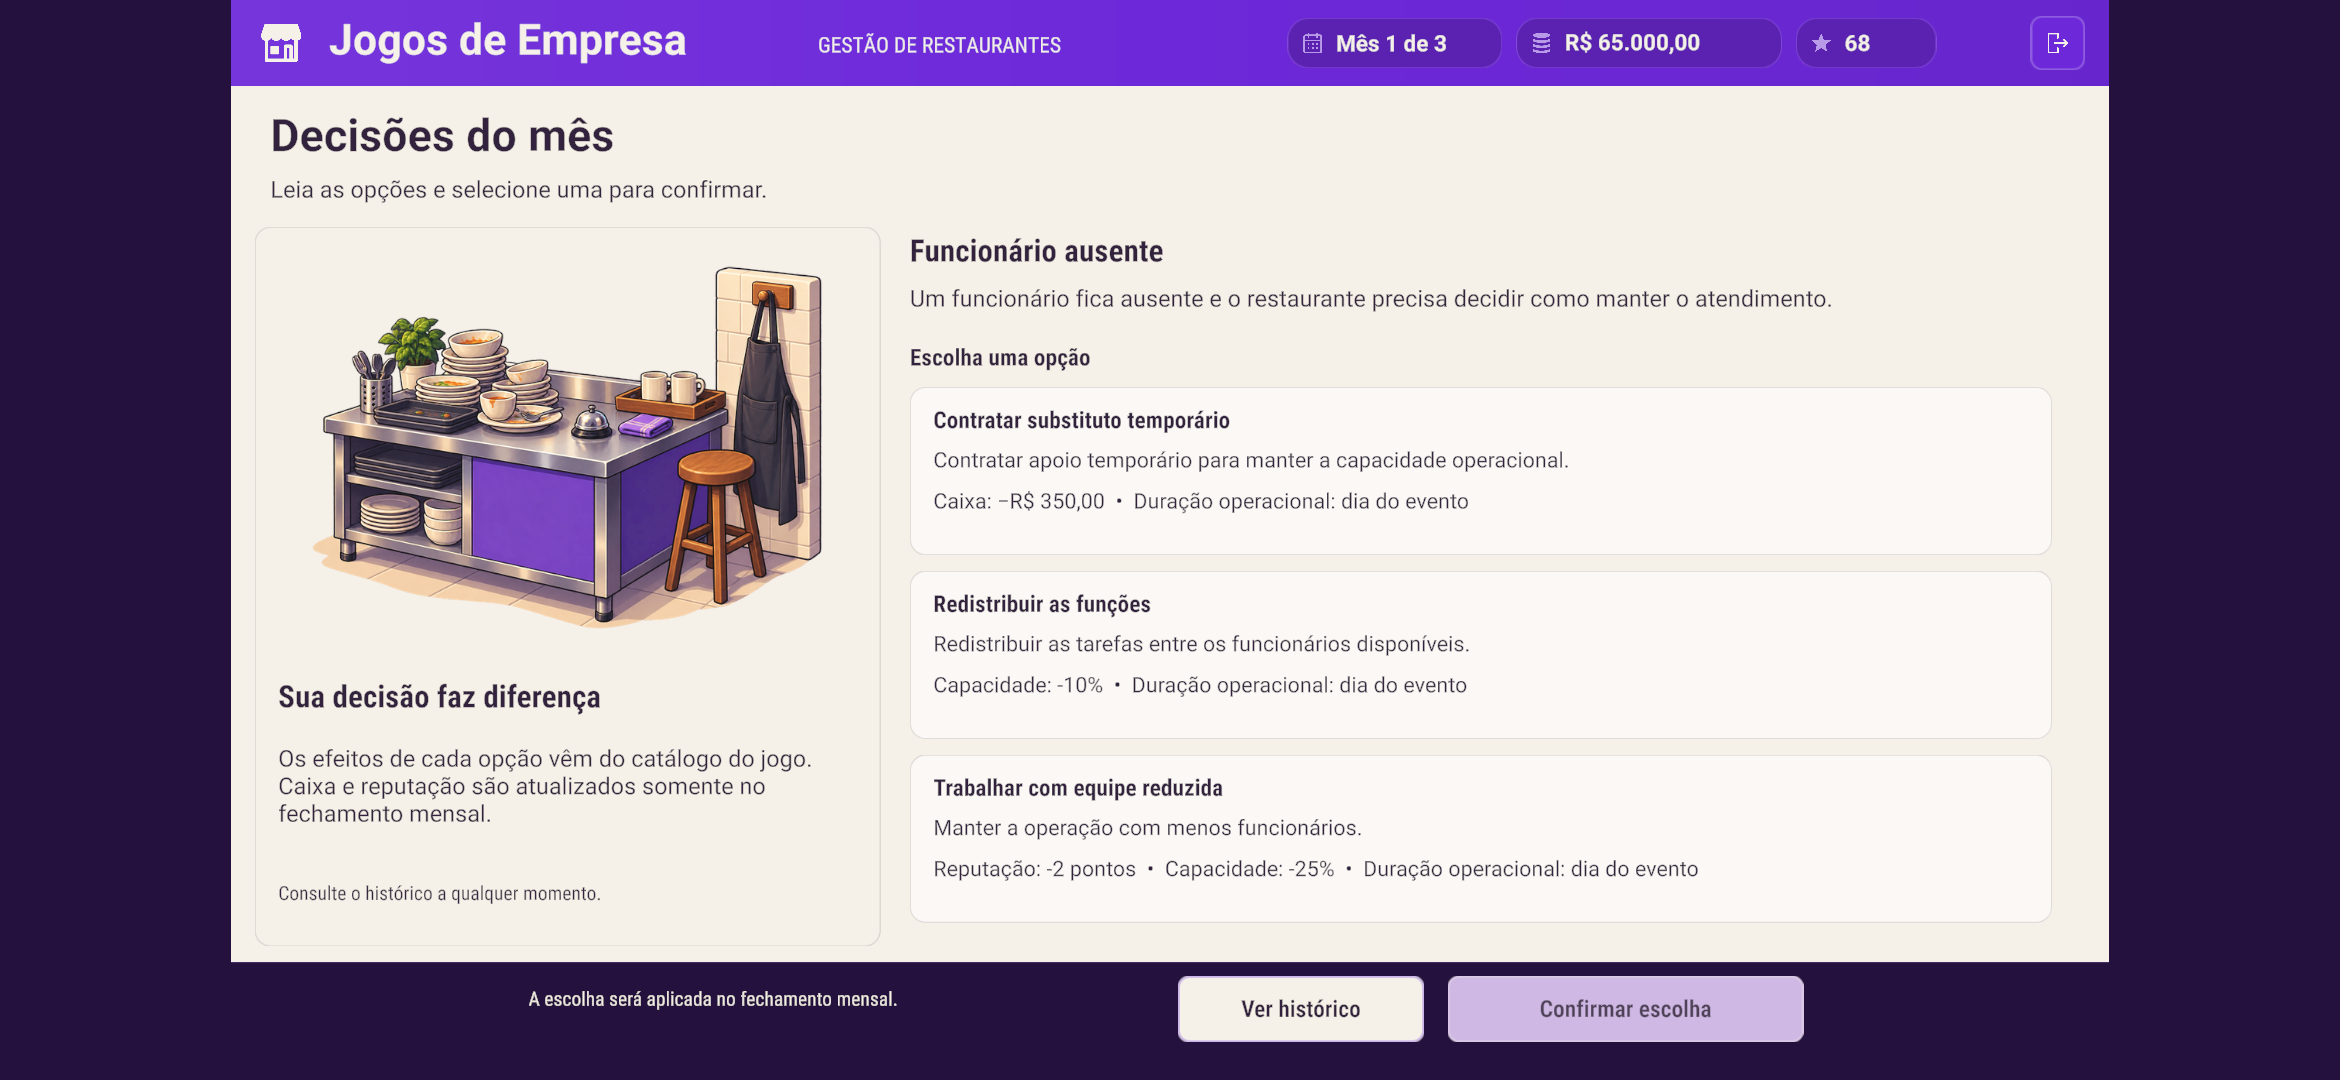 Jogos de Empresa
GESTÃO DE RESTAURANTES
Mês 1 de 3
R$ 65.000,00
68
Decisões do mês
Leia as opções e selecione uma para confirmar.
Sua decisão faz diferença
Os efeitos de cada opção vêm do catálogo do jogo.
Caixa e reputação são atualizados somente no
fechamento mensal.
Consulte o histórico a qualquer momento.
Funcionário ausente
Um funcionário fica ausente e o restaurante precisa decidir como manter o atendimento.
Escolha uma opção
Contratar substituto temporário
Contratar apoio temporário para manter a capacidade operacional.
Caixa: −R$ 350,00 • Duração operacional: dia do evento
Redistribuir as funções
Redistribuir as tarefas entre os funcionários disponíveis.
Capacidade: -10% • Duração operacional: dia do evento
Trabalhar com equipe reduzida
Manter a operação com menos funcionários.
Reputação: -2 pontos • Capacidade: -25% • Duração operacional: dia do evento
A escolha será aplicada no fechamento mensal.
Ver histórico
Confirmar escolha